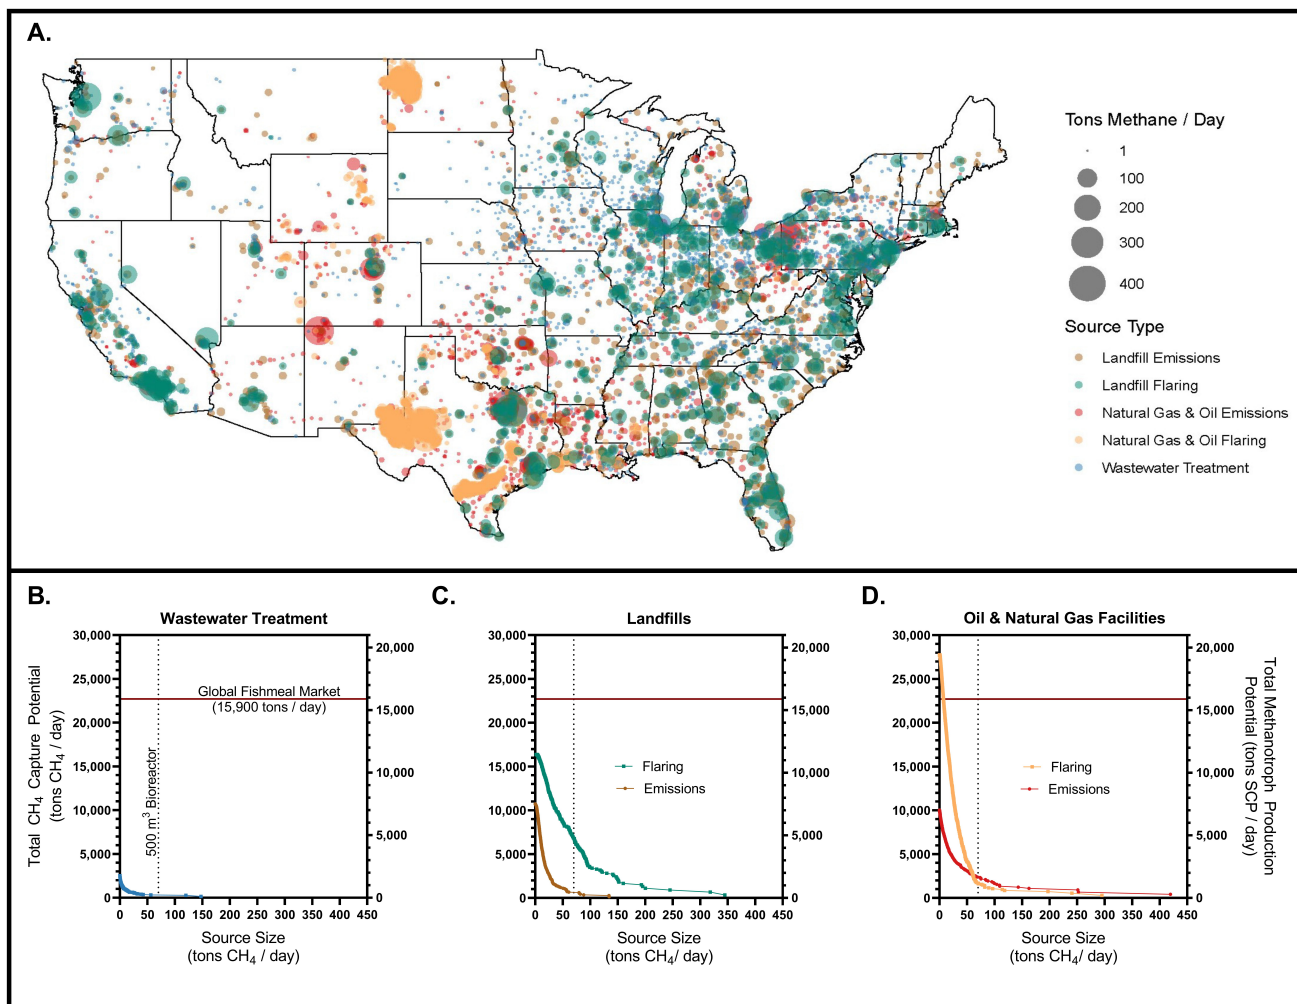 A.
Tons Methane / Day
1
100
200
300
400
Source Type
Landfill Emissions
Landfill Flaring
Natural Gas & Oil Emissions
Natural Gas & Oil Flaring
Wastewater Treatment
B.
Wastewater Treatment
30,000
25,000
20,000
15,000
10,000
5,000
0
Total CH4 Capture Potential
(tons CH4 / day)
Global Fishmeal Market
(15,900 tons / day)
500 m3 Bioreactor
20,000
15,000
10,000
5,000
0
0 50 100 150 200 250 300 350 400 450
Source Size
(tons CH4 / day)
C.
Landfills
30,000
25,000
20,000
15,000
10,000
5,000
0
Flaring
Emissions
20,000
15,000
10,000
5,000
0
0 50 100 150 200 250 300 350 400 450
Source Size
(tons CH4/ day)
D.
Oil & Natural Gas Facilities
30,000
25,000
20,000
15,000
10,000
5,000
0
Flaring
Emissions
20,000
15,000
10,000
5,000
0
Total Methanotroph Production
Potential (tons SCP / day)
0 50 100 150 200 250 300 350 400 450
Source Size
(tons CH4/ day)